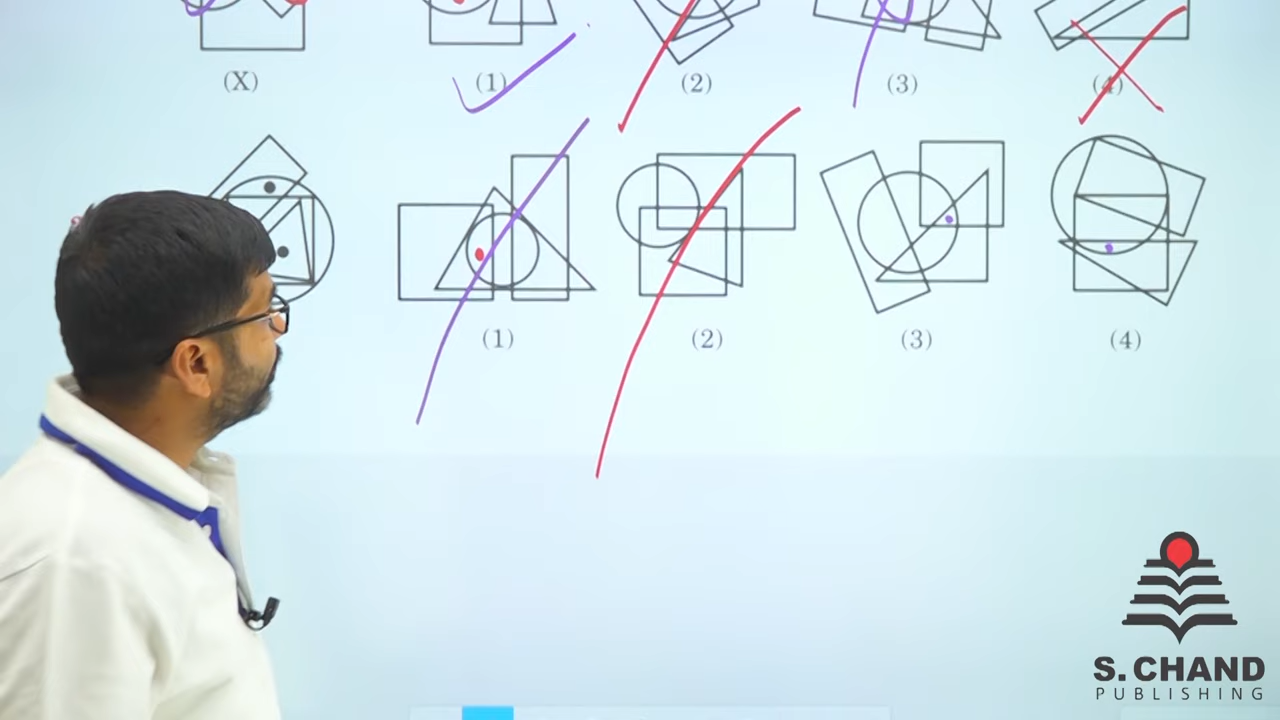 (X) (1) (2) (3) (4)
(1) (2) (3) (4)
S. CHAND
PUBLISHING